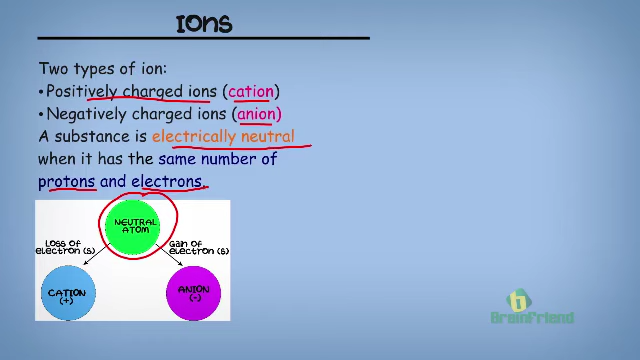 Ions
Two types of ion:
•Positively charged ions (cation)
•Negatively charged ions (anion)
A substance is electrically neutral
when it has the same number of
protons and electrons.
NEUTRAL
ATOM
Loss of
electron(s)
Gain of
electron(s)
CATION
(+)
ANION
(-)
b
Brainfriend